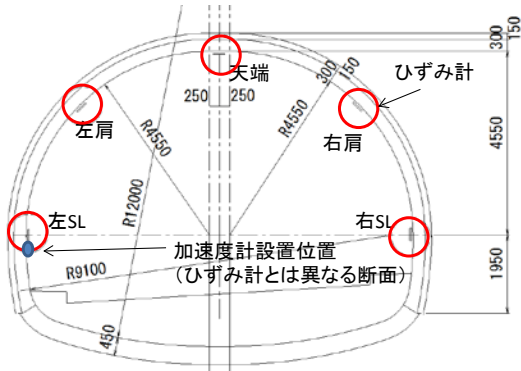 150
300
天端
300
150
ひずみ計
250
250
左肩
R4550
R4550
右肩
4550
R12000
左SL
右SL
加速度計設置位置
（ひずみ計とは異なる断面）
R9100
1950
450